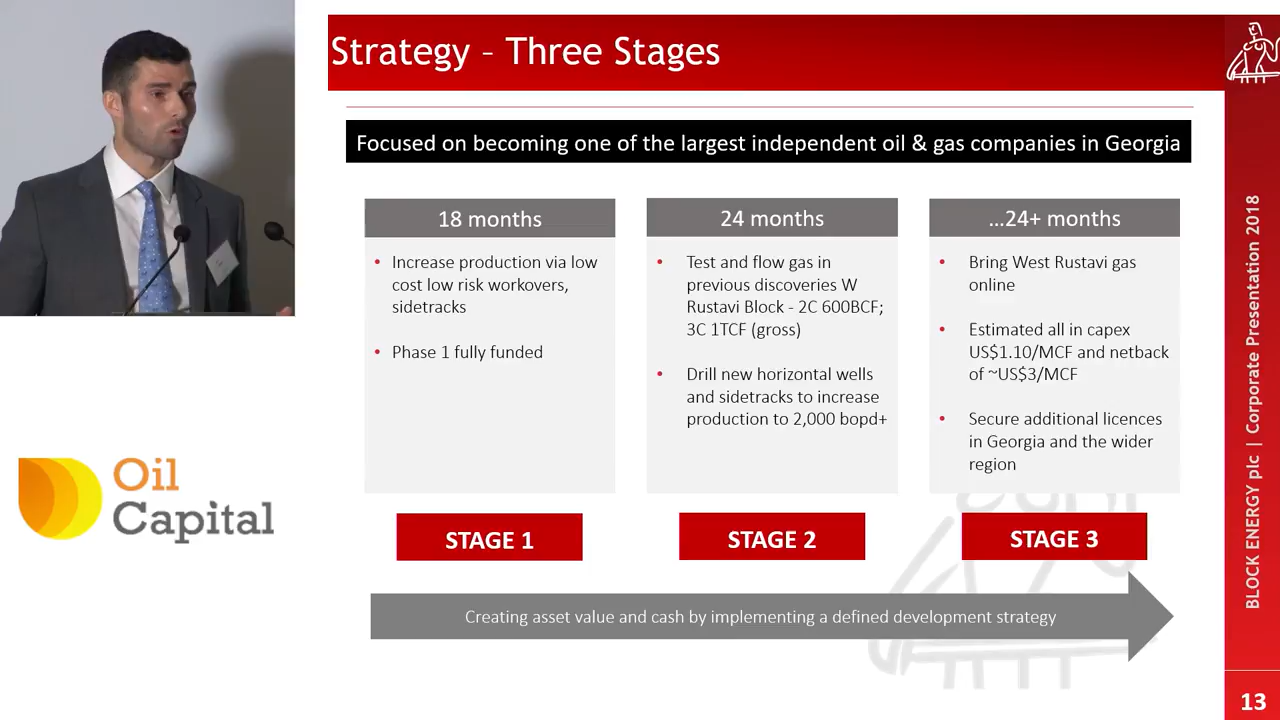 Strategy – Three Stages
Focused on becoming one of the largest independent oil & gas companies in Georgia
18 months
• Increase production via low
cost low risk workovers,
sidetracks
• Phase 1 fully funded
STAGE 1
24 months
• Test and flow gas in
previous discoveries W
Rustavi Block - 2C 600BCF;
3C 1TCF (gross)
• Drill new horizontal wells
and sidetracks to increase
production to 2,000 bopd+
STAGE 2
...24+ months
• Bring West Rustavi gas
online
• Estimated all in capex
US$1.10/MCF and netback
of ~US$3/MCF
• Secure additional licences
in Georgia and the wider
region
STAGE 3
Creating asset value and cash by implementing a defined development strategy
Oil
Capital
BLOCK ENERGY plc | Corporate Presentation 2018
13